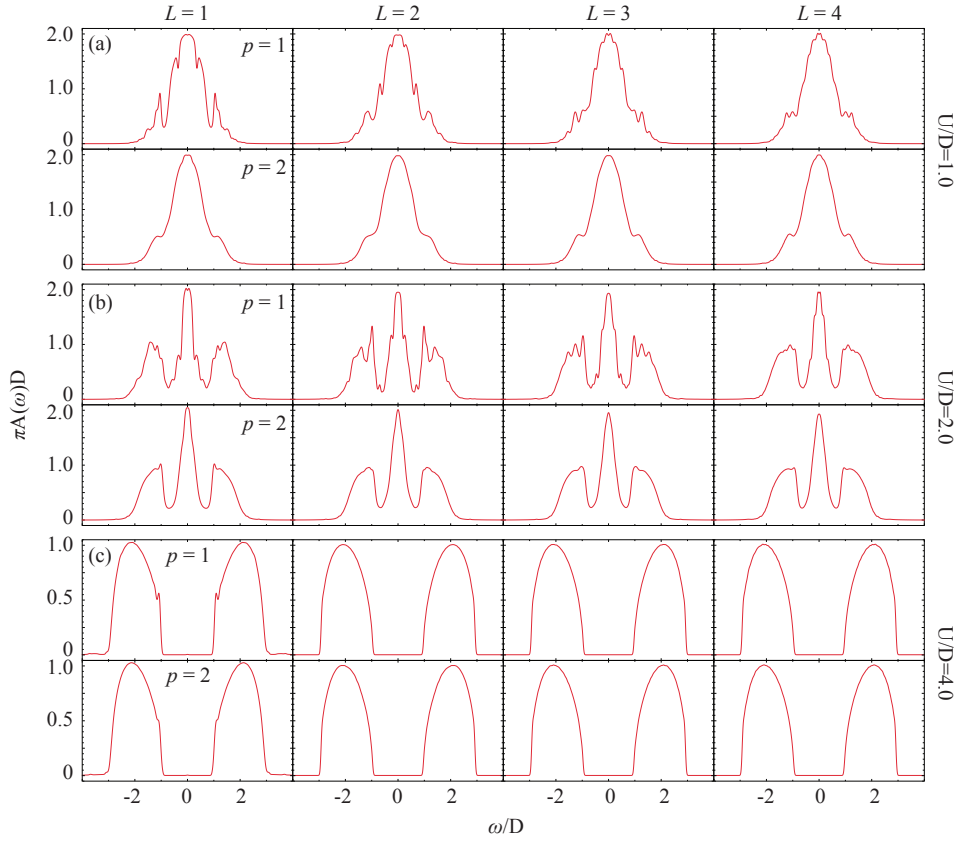 L = 1 L = 2 L = 3 L = 4
(a) p = 1
2.0
1.0
0
p = 2
2.0
1.0
0
U/D=1.0
(b) p = 1
2.0
1.0
0
p = 2
2.0
1.0
0
U/D=2.0
(c) p = 1
1.0
0.5
0
p = 2
1.0
0.5
0
U/D=4.0
πA(ω)D
-2 0 2 -2 0 2 -2 0 2 -2 0 2
ω/D